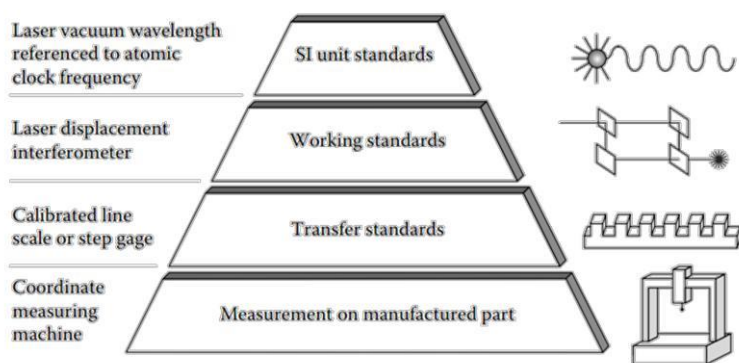 Laser vacuum wavelength
referenced to atomic
clock frequency
SI unit standards
Laser displacement
interferometer
Working standards
Calibrated line
scale or step gage
Transfer standards
Coordinate
measuring
machine
Measurement on manufactured part